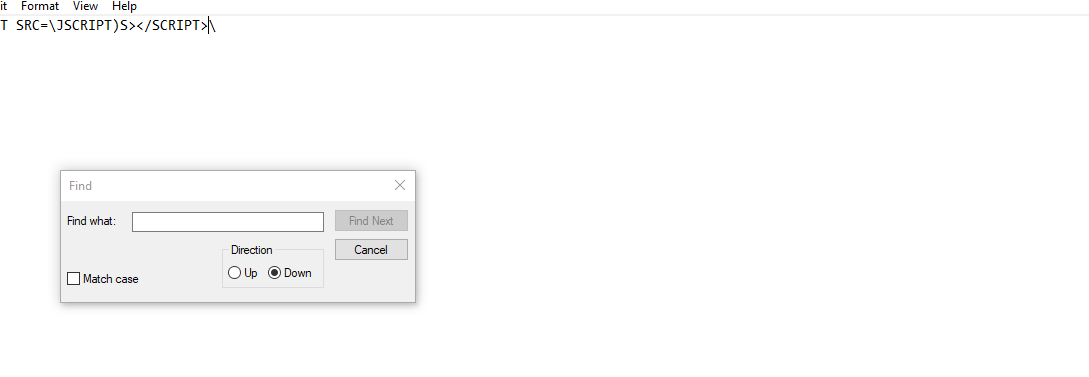 it Format View Help
T SRC=\JSCRIPT)S></SCRIPT>\
Find
Find what:
Find Next
Direction
Cancel
Up Down
Match case